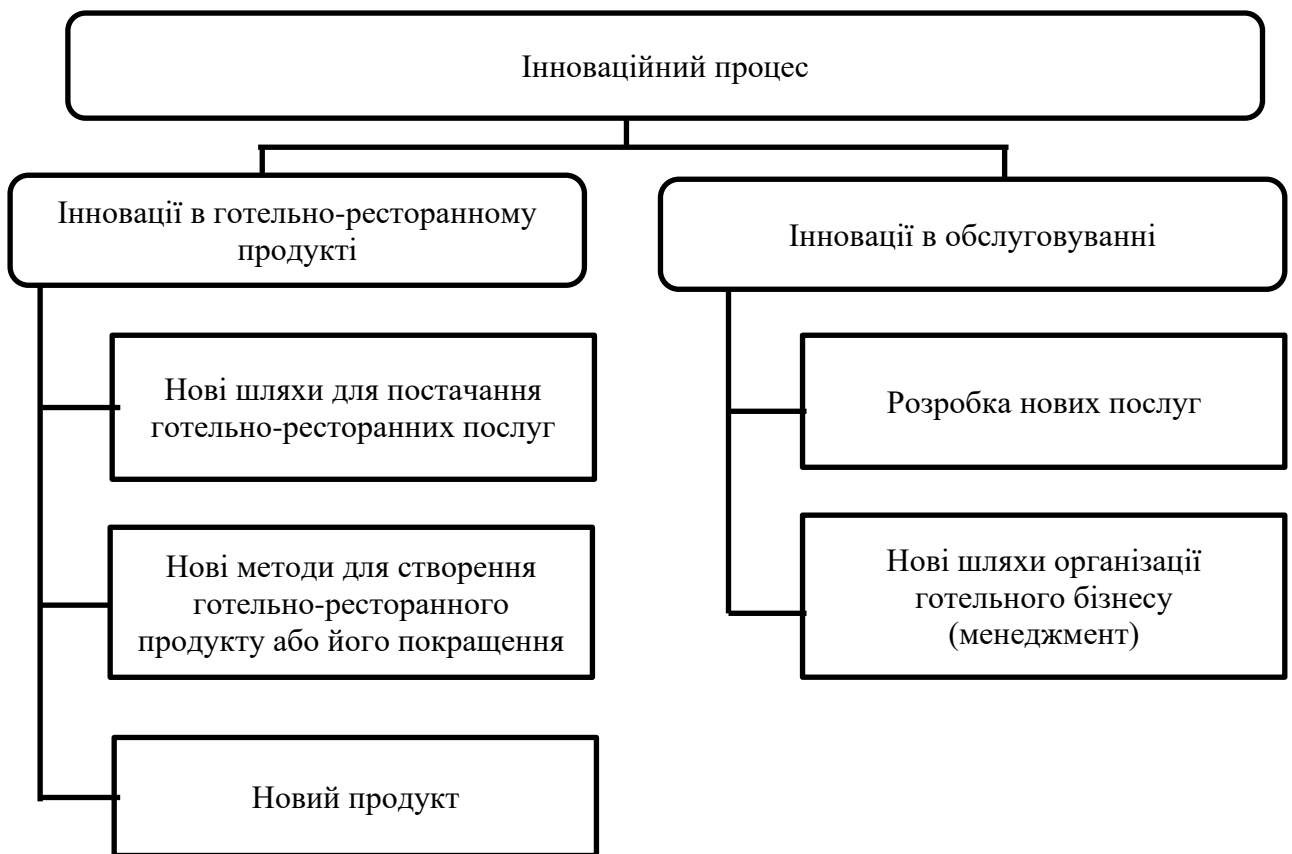 Інноваційний процес
Інновації в готельно-ресторанному
продукті
Інновації в обслуговуванні
Нові шляхи для постачання
готельно-ресторанних послуг
Нові методи для створення
готельно-ресторанного
продукту або його покращення
Новий продукт
Розробка нових послуг
Нові шляхи організації
готельного бізнесу
(менеджмент)